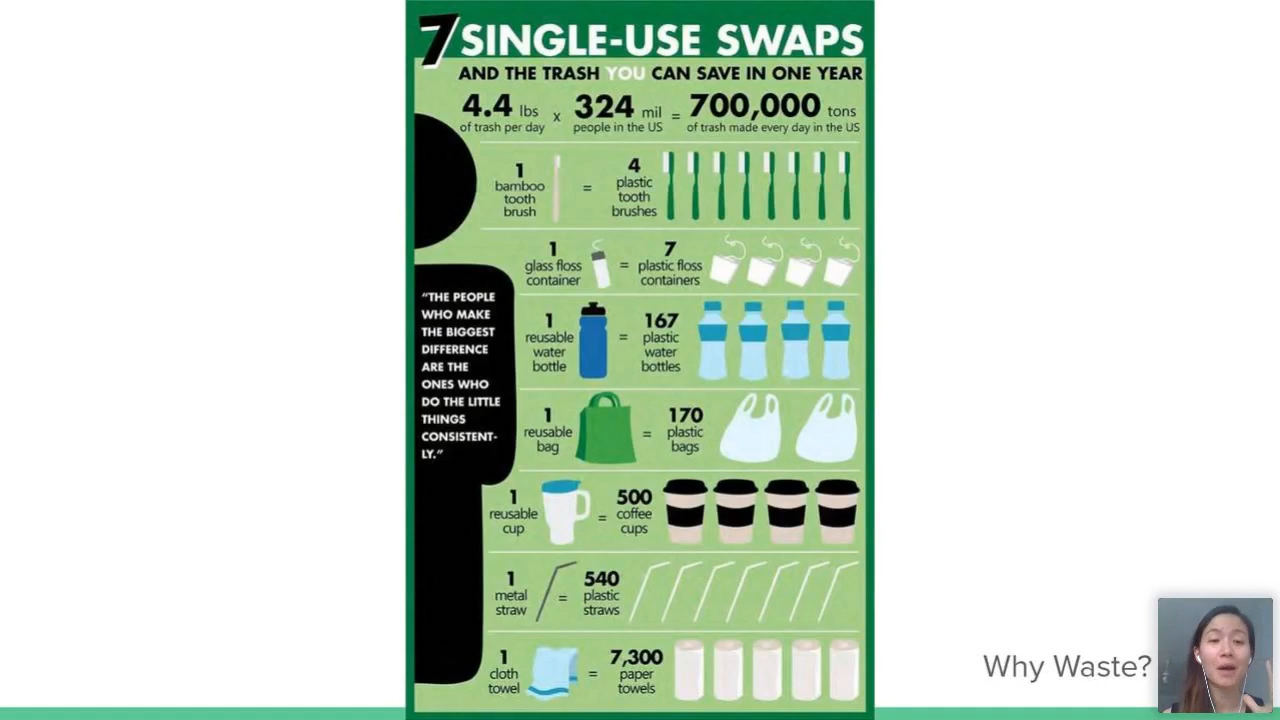 7 SINGLE-USE SWAPS
AND THE TRASH YOU CAN SAVE IN ONE YEAR
4.4 lbs x 324 mil = 700,000 tons
of trash per day people in the US of trash made every day in the US
1
bamboo
tooth
brush
=
4
plastic
tooth
brushes
1
glass floss
container
=
7
plastic floss
containers
"THE PEOPLE
WHO MAKE
THE BIGGEST
DIFFERENCE
ARE THE
ONES WHO
DO THE LITTLE
THINGS
CONSISTENT-
LY."
1
reusable
water
bottle
=
167
plastic
water
bottles
1
reusable
bag
=
170
plastic
bags
1
reusable
cup
=
500
coffee
cups
1
metal
straw
=
540
plastic
straws
1
cloth
towel
=
7,300
paper
towels
Why Waste?